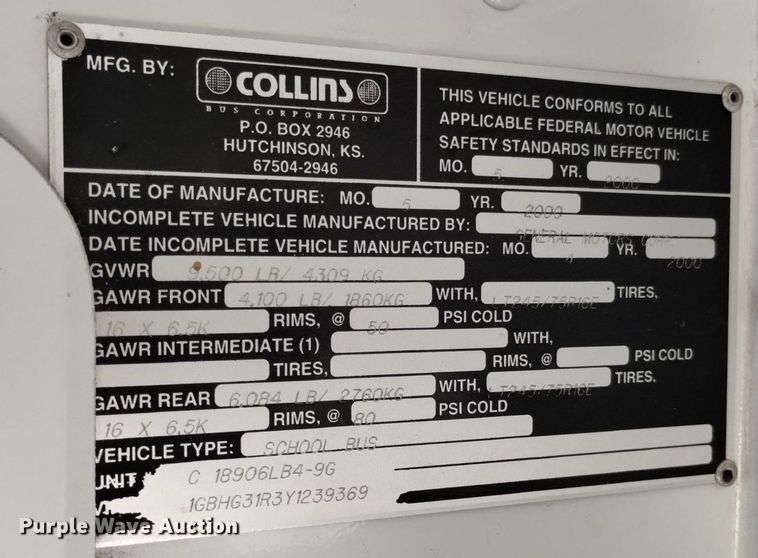 MFG. BY:
COLLINS
BUS CORPORATION
P.O. BOX 2946
HUTCHINSON, KS.
67504-2946
THIS VEHICLE CONFORMS TO ALL
APPLICABLE FEDERAL MOTOR VEHICLE
SAFETY STANDARDS IN EFFECT IN:
MO. 5 YR. 2000
DATE OF MANUFACTURE: MO. 5 YR. 2000
INCOMPLETE VEHICLE MANUFACTURED BY: GENERAL MOTORS CORP.
DATE INCOMPLETE VEHICLE MANUFACTURED: MO. 4 YR. 2000
GVWR 9,500 LB/ 4309 KG
GAWR FRONT 4,100 LB/ 1860KG WITH, LT245/75R16E TIRES,
16 X 6.5K RIMS, @ 50 PSI COLD
GAWR INTERMEDIATE (1) WITH,
TIRES, RIMS, @ PSI COLD
GAWR REAR 6,084 LB/ 2760KG WITH, LT245/75R16E TIRES,
16 X 6.5K RIMS, @ 80 PSI COLD
VEHICLE TYPE: SCHOOL BUS
UNIT C 18906LB4-9G
1GBHG31R3Y1239369
Purple Wave Auction